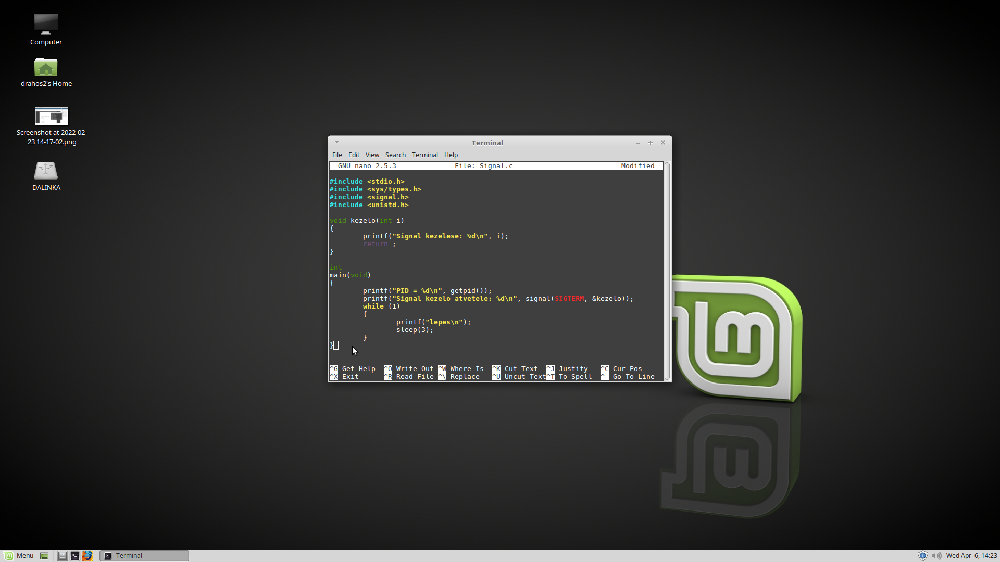 Computer
drahos2's Home
Screenshot at 2022-02-
23 14-17-02.png
DALINKA
Terminal
File Edit View Search Terminal Help
GNU nano 2.5.3 File: Signal.c Modified
#include <stdio.h>
#include <sys/types.h>
#include <signal.h>
#include <unistd.h>
void kezelo(int i)
{
printf("Signal kezelese: %d\n", i);
return ;
}
int
main(void)
{
printf("PID = %d\n", getpid());
printf("Signal kezelo atvetele: %d\n", signal(SIGTERM, &kezelo));
while (1)
{
printf("lepes\n");
sleep(3);
}
}
^G Get Help ^O Write Out ^W Where Is ^K Cut Text ^J Justify ^C Cur Pos
^X Exit ^R Read File ^\ Replace ^U Uncut Text ^T To Spell ^_ Go To Line
Menu Terminal Wed Apr 6, 14:23